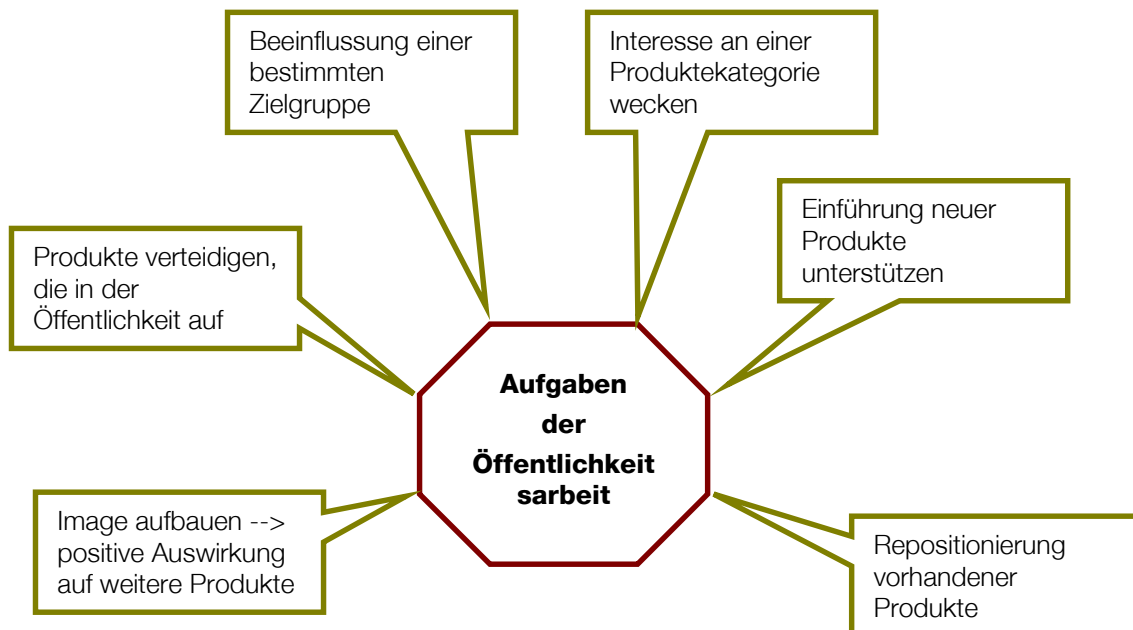 Beeinflussung einer
bestimmten
Zielgruppe
Interesse an einer
Produktekategorie
wecken
Einführung neuer
Produkte
unterstützen
Produkte verteidigen,
die in der
Öffentlichkeit auf
Aufgaben
der
Öffentlichkeit
sarbeit
Image aufbauen -->
positive Auswirkung
auf weitere Produkte
Repositionierung
vorhandener
Produkte